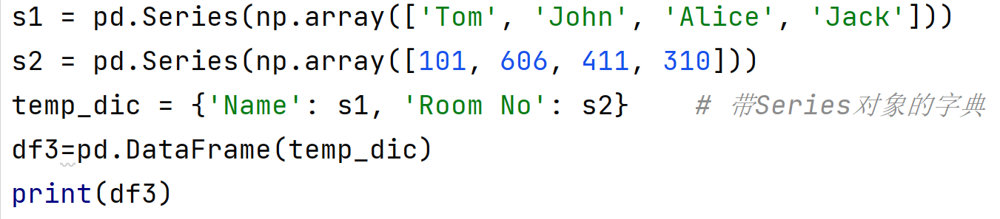 s1 = pd.Series(np.array(['Tom', 'John', 'Alice', 'Jack']))
s2 = pd.Series(np.array([101, 606, 411, 310]))
temp_dic = {'Name': s1, 'Room No': s2}    # 带Series对象的字典
df3=pd.DataFrame(temp_dic)
print(df3)